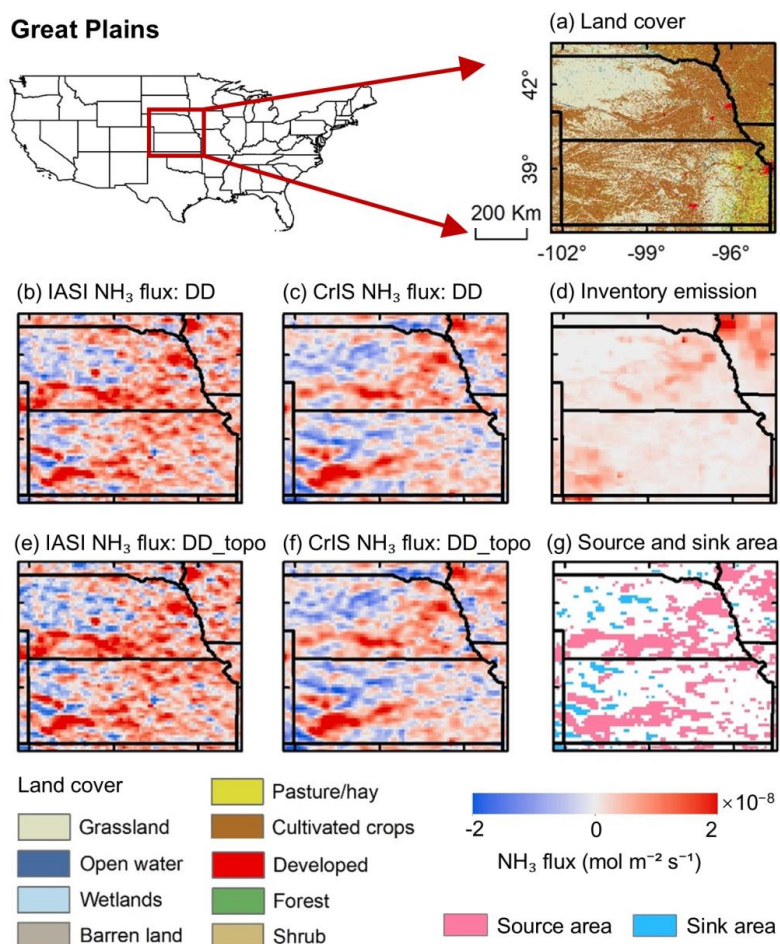 Great Plains
(a) Land cover
42°
39°
200 Km
-102° -99° -96°
(b) IASI NH₃ flux: DD
(c) CrIS NH₃ flux: DD
(d) Inventory emission
(e) IASI NH₃ flux: DD_topo
(f) CrIS NH₃ flux: DD_topo
(g) Source and sink area
Land cover
Grassland
Open water
Wetlands
Barren land
Pasture/hay
Cultivated crops
Developed
Forest
Shrub
×10⁻⁸
-2 0 2
NH₃ flux (mol m⁻² s⁻¹)
Source area
Sink area